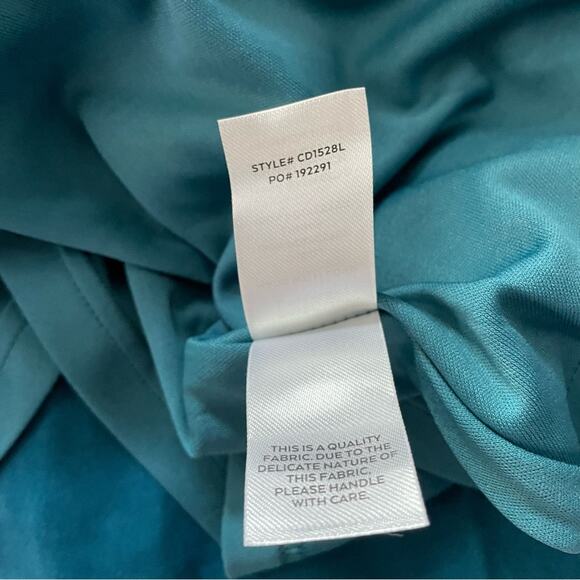 STYLE# CD1528L
PO# 192291
THIS IS A QUALITY
FABRIC. DUE TO THE
DELICATE NATURE OF
THIS FABRIC.
PLEASE HANDLE
WITH CARE.